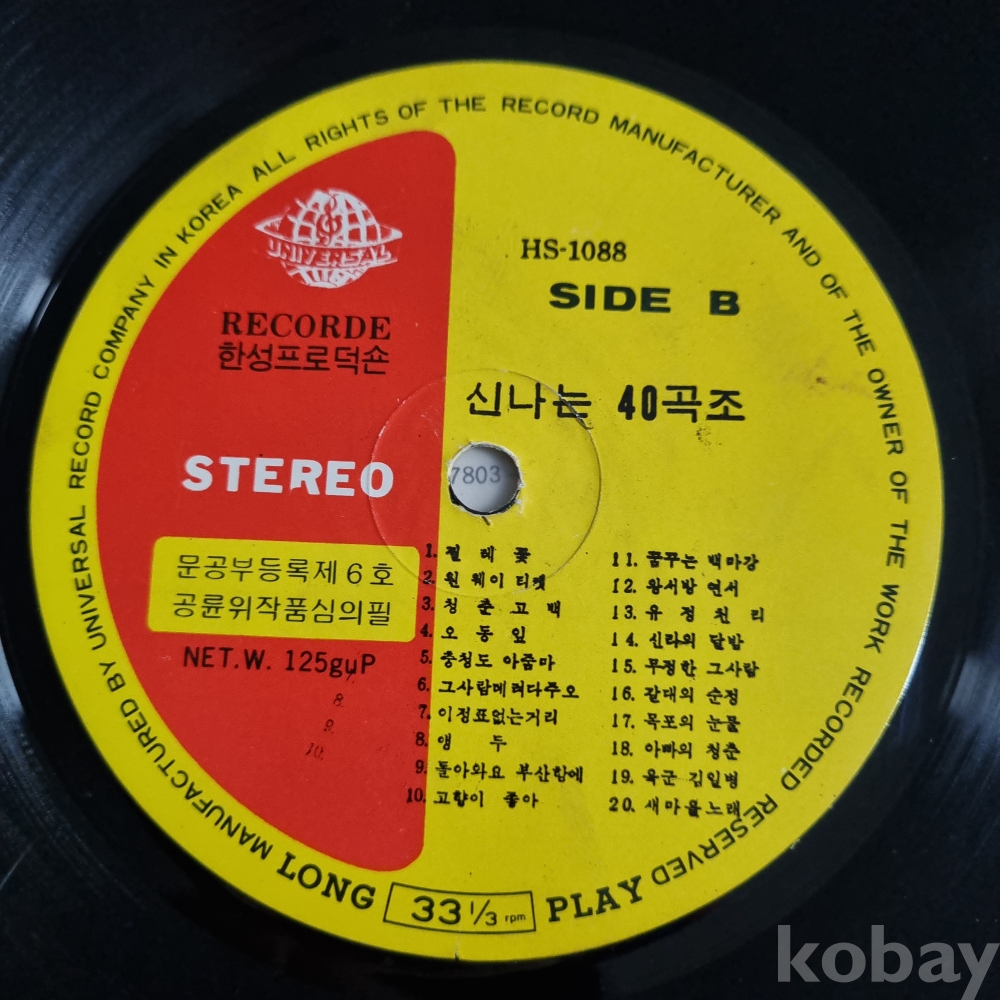 MANUFACTURED BY UNIVERSAL RECORD COMPANY IN KOREA ALL RIGHTS OF THE RECORD MANUFACTURER AND OF THE OWNER OF THE WORK RECORDED RESERVED
UNIVERSAL
RECORDE
한성프로덕숀
STEREO
문공부등록제6호
공륜위작품심의필
NET.W. 125guP
8.
9.
10.
HS-1088
SIDE B
신나는 40곡조
7803
1. 찔레꽃
2. 원웨이티켓
3. 청춘고백
4. 오동잎
5. 충청도 아줌마
6. 그사람데려다주오
7. 이정표없는거리
8. 앵두
9. 돌아와요 부산항에
10. 고향이 좋아
11. 꿈꾸는 백마강
12. 왕서방 연서
13. 유정천리
14. 신라의 달밤
15. 무정한 그사람
16. 갈대의 순정
17. 목포의 눈물
18. 아빠의 청춘
19. 육군 김일병
20. 새마을노래
LONG 33 1/3 rpm PLAY
kobay